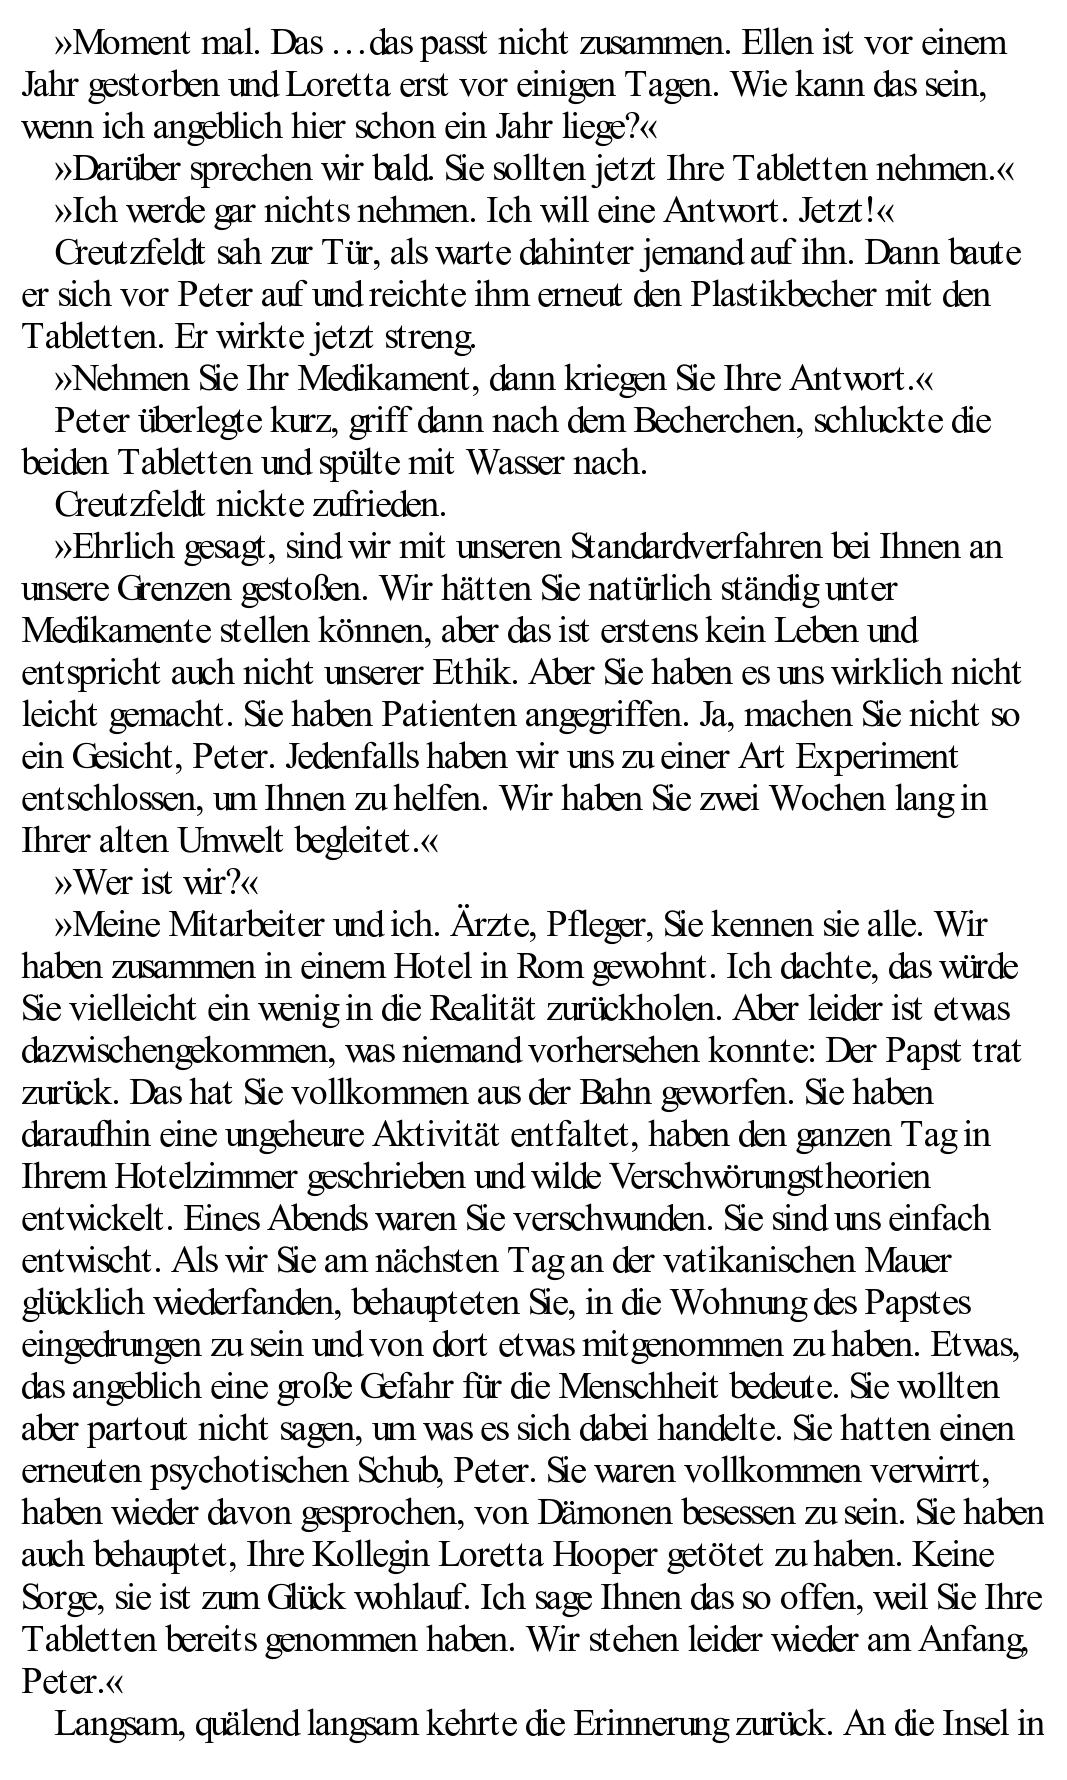 »Moment mal. Das …das passt nicht zusammen. Ellen ist vor einem
Jahr gestorben und Loretta erst vor einigen Tagen. Wie kann das sein,
wenn ich angeblich hier schon ein Jahr liege?«
»Darüber sprechen wir bald. Sie sollten jetzt Ihre Tabletten nehmen.«
»Ich werde gar nichts nehmen. Ich will eine Antwort. Jetzt!«
Creutzfeldt sah zur Tür, als warte dahinter jemand auf ihn. Dann baute
er sich vor Peter auf und reichte ihm erneut den Plastikbecher mit den
Tabletten. Er wirkte jetzt streng.
»Nehmen Sie Ihr Medikament, dann kriegen Sie Ihre Antwort.«
Peter überlegte kurz, griff dann nach dem Becherchen, schluckte die
beiden Tabletten und spülte mit Wasser nach.
Creutzfeldt nickte zufrieden.
»Ehrlich gesagt, sind wir mit unseren Standardverfahren bei Ihnen an
unsere Grenzen gestoßen. Wir hätten Sie natürlich ständig unter
Medikamente stellen können, aber das ist erstens kein Leben und
entspricht auch nicht unserer Ethik. Aber Sie haben es uns wirklich nicht
leicht gemacht. Sie haben Patienten angegriffen. Ja, machen Sie nicht so
ein Gesicht, Peter. Jedenfalls haben wir uns zu einer Art Experiment
entschlossen, um Ihnen zu helfen. Wir haben Sie zwei Wochen lang in
Ihrer alten Umwelt begleitet.«
»Wer ist wir?«
»Meine Mitarbeiter und ich. Ärzte, Pfleger, Sie kennen sie alle. Wir
haben zusammen in einem Hotel in Rom gewohnt. Ich dachte, das würde
Sie vielleicht ein wenig in die Realität zurückholen. Aber leider ist etwas
dazwischengekommen, was niemand vorhersehen konnte: Der Papst trat
zurück. Das hat Sie vollkommen aus der Bahn geworfen. Sie haben
daraufhin eine ungeheure Aktivität entfaltet, haben den ganzen Tag in
Ihrem Hotelzimmer geschrieben und wilde Verschwörungstheorien
entwickelt. Eines Abends waren Sie verschwunden. Sie sind uns einfach
entwischt. Als wir Sie am nächsten Tag an der vatikanischen Mauer
glücklich wiederfanden, behaupteten Sie, in die Wohnung des Papstes
eingedrungen zu sein und von dort etwas mitgenommen zu haben. Etwas,
das angeblich eine große Gefahr für die Menschheit bedeute. Sie wollten
aber partout nicht sagen, um was es sich dabei handelte. Sie hatten einen
erneuten psychotischen Schub, Peter. Sie waren vollkommen verwirrt,
haben wieder davon gesprochen, von Dämonen besessen zu sein. Sie haben
auch behauptet, Ihre Kollegin Loretta Hooper getötet zu haben. Keine
Sorge, sie ist zum Glück wohlauf. Ich sage Ihnen das so offen, weil Sie Ihre
Tabletten bereits genommen haben. Wir stehen leider wieder am Anfang,
Peter.«
Langsam, quälend langsam kehrte die Erinnerung zurück. An die Insel in